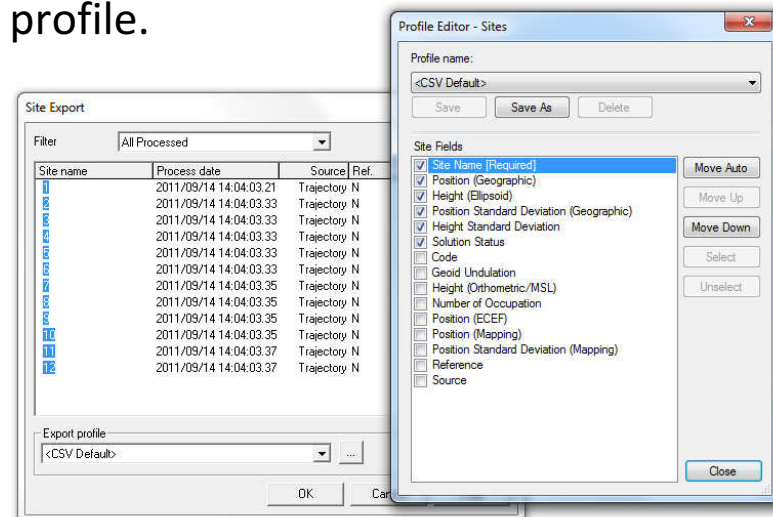 profile.
Site Export
Filter
All Processed
Site name Process date Source Ref.
1 2011/09/14 14:04:03.21 Trajectory N
2 2011/09/14 14:04:03.33 Trajectory N
3 2011/09/14 14:04:03.33 Trajectory N
4 2011/09/14 14:04:03.33 Trajectory N
5 2011/09/14 14:04:03.33 Trajectory N
6 2011/09/14 14:04:03.33 Trajectory N
7 2011/09/14 14:04:03.35 Trajectory N
8 2011/09/14 14:04:03.35 Trajectory N
9 2011/09/14 14:04:03.35 Trajectory N
10 2011/09/14 14:04:03.35 Trajectory N
11 2011/09/14 14:04:03.37 Trajectory N
12 2011/09/14 14:04:03.37 Trajectory N
Export profile
<CSV Default>
...
OK
Profile Editor - Sites
Profile name:
<CSV Default>
Save Save As Delete
Site Fields
Site Name [Required]
Position (Geographic)
Height (Ellipsoid)
Position Standard Deviation (Geographic)
Height Standard Deviation
Solution Status
Code
Geoid Undulation
Height (Orthometric/MSL)
Number of Occupation
Position (ECEF)
Position (Mapping)
Position Standard Deviation (Mapping)
Reference
Source
Move Auto
Move Up
Move Down
Select
Unselect
Close